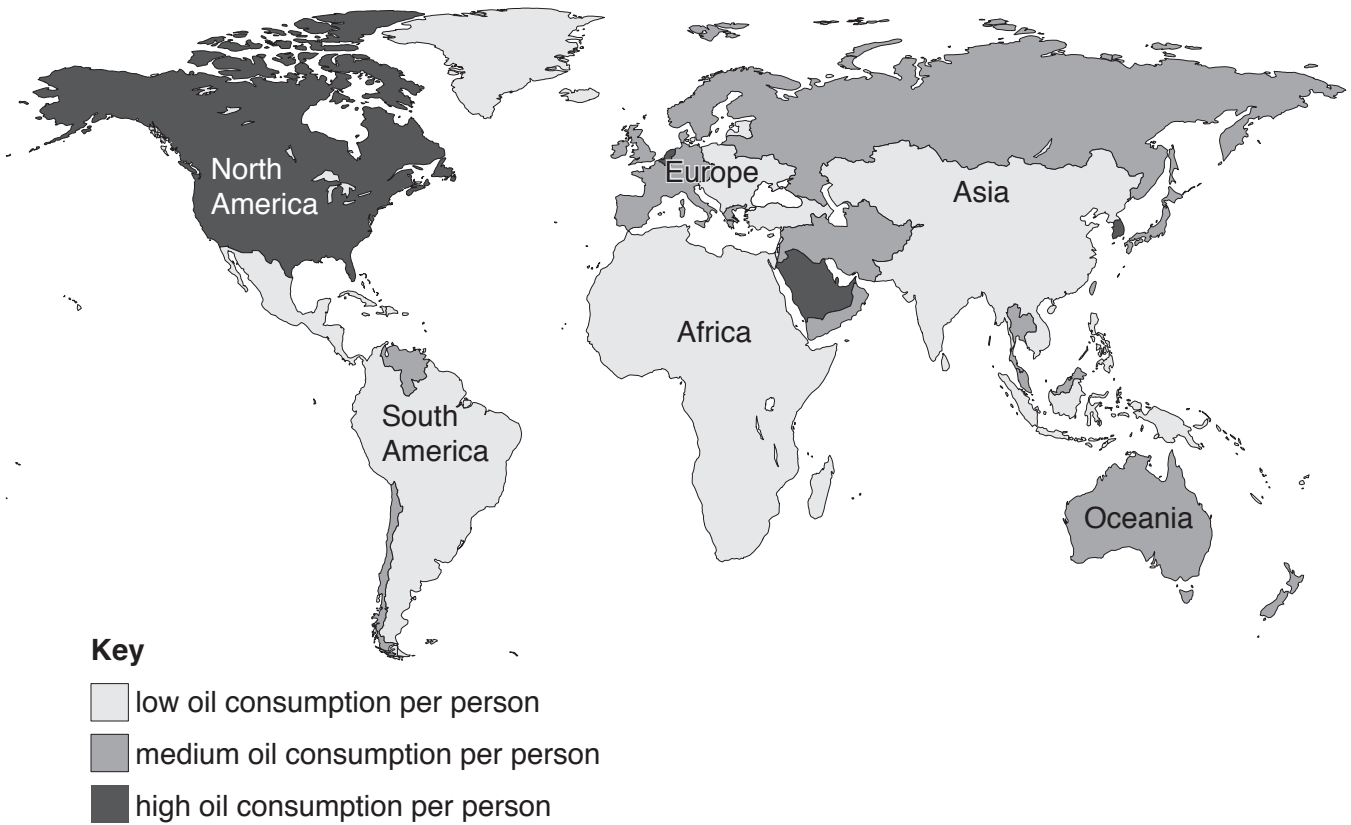 North
America
Europe
Asia
Africa
South
America
Oceania
Key
low oil consumption per person
medium oil consumption per person
high oil consumption per person